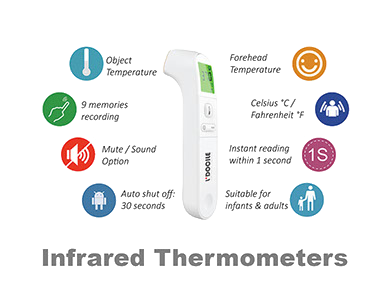 Object
Temperature
Forehead
Temperature
9 memories
recording
Celsius °C /
Fahrenheit °F
Mute / Sound
Option
Instant reading
within 1 second
1S
Auto shut off:
30 seconds
Suitable for
infants & adults
Infrared Thermometers